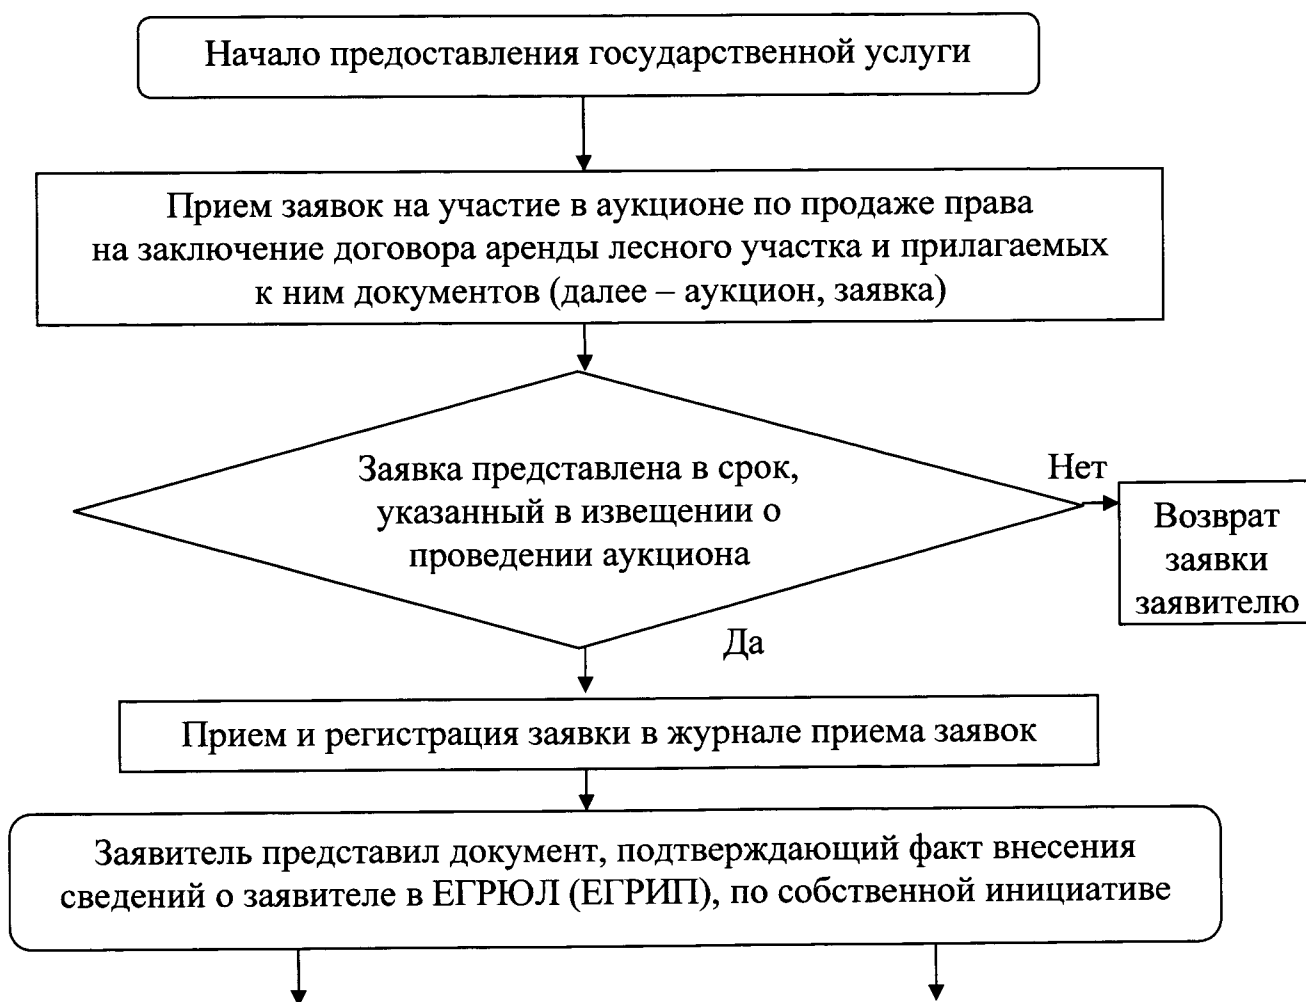 Начало предоставления государственной услуги
Прием заявок на участие в аукционе по продаже права
на заключение договора аренды лесного участка и прилагаемых
к ним документов (далее – аукцион, заявка)
Заявка представлена в срок,
указанный в извещении о
проведении аукциона
Нет
Возврат
заявки
заявителю
Да
Прием и регистрация заявки в журнале приема заявок
Заявитель представил документ, подтверждающий факт внесения
сведений о заявителе в ЕГРЮЛ (ЕГРИП), по собственной инициативе